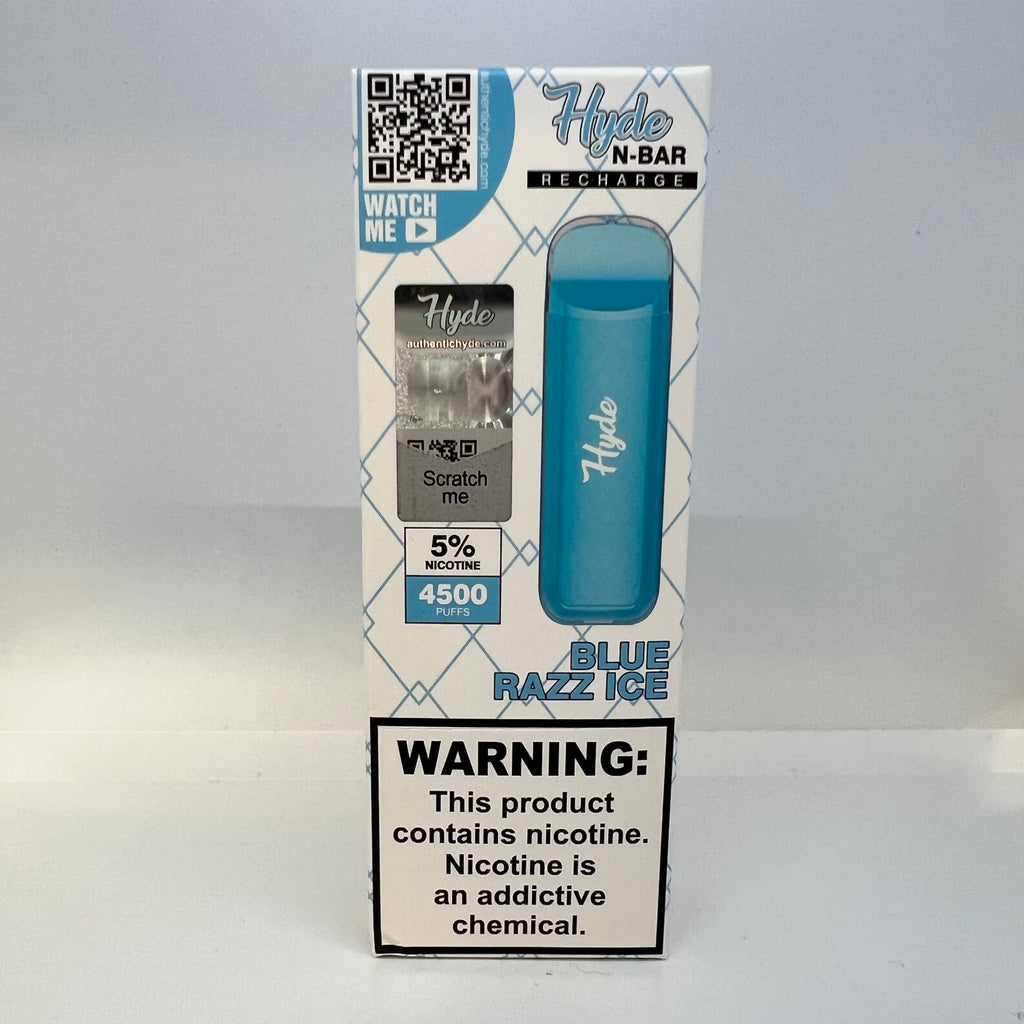 authentichyde.com
WATCH
ME
Hyde
N-BAR
RECHARGE
Hyde
authentichyde.com
Scratch
me
5%
NICOTINE
4500
PUFFS
Hyde
BLUE
RAZZ ICE
WARNING:
This product
contains nicotine.
Nicotine is
an addictive
chemical.